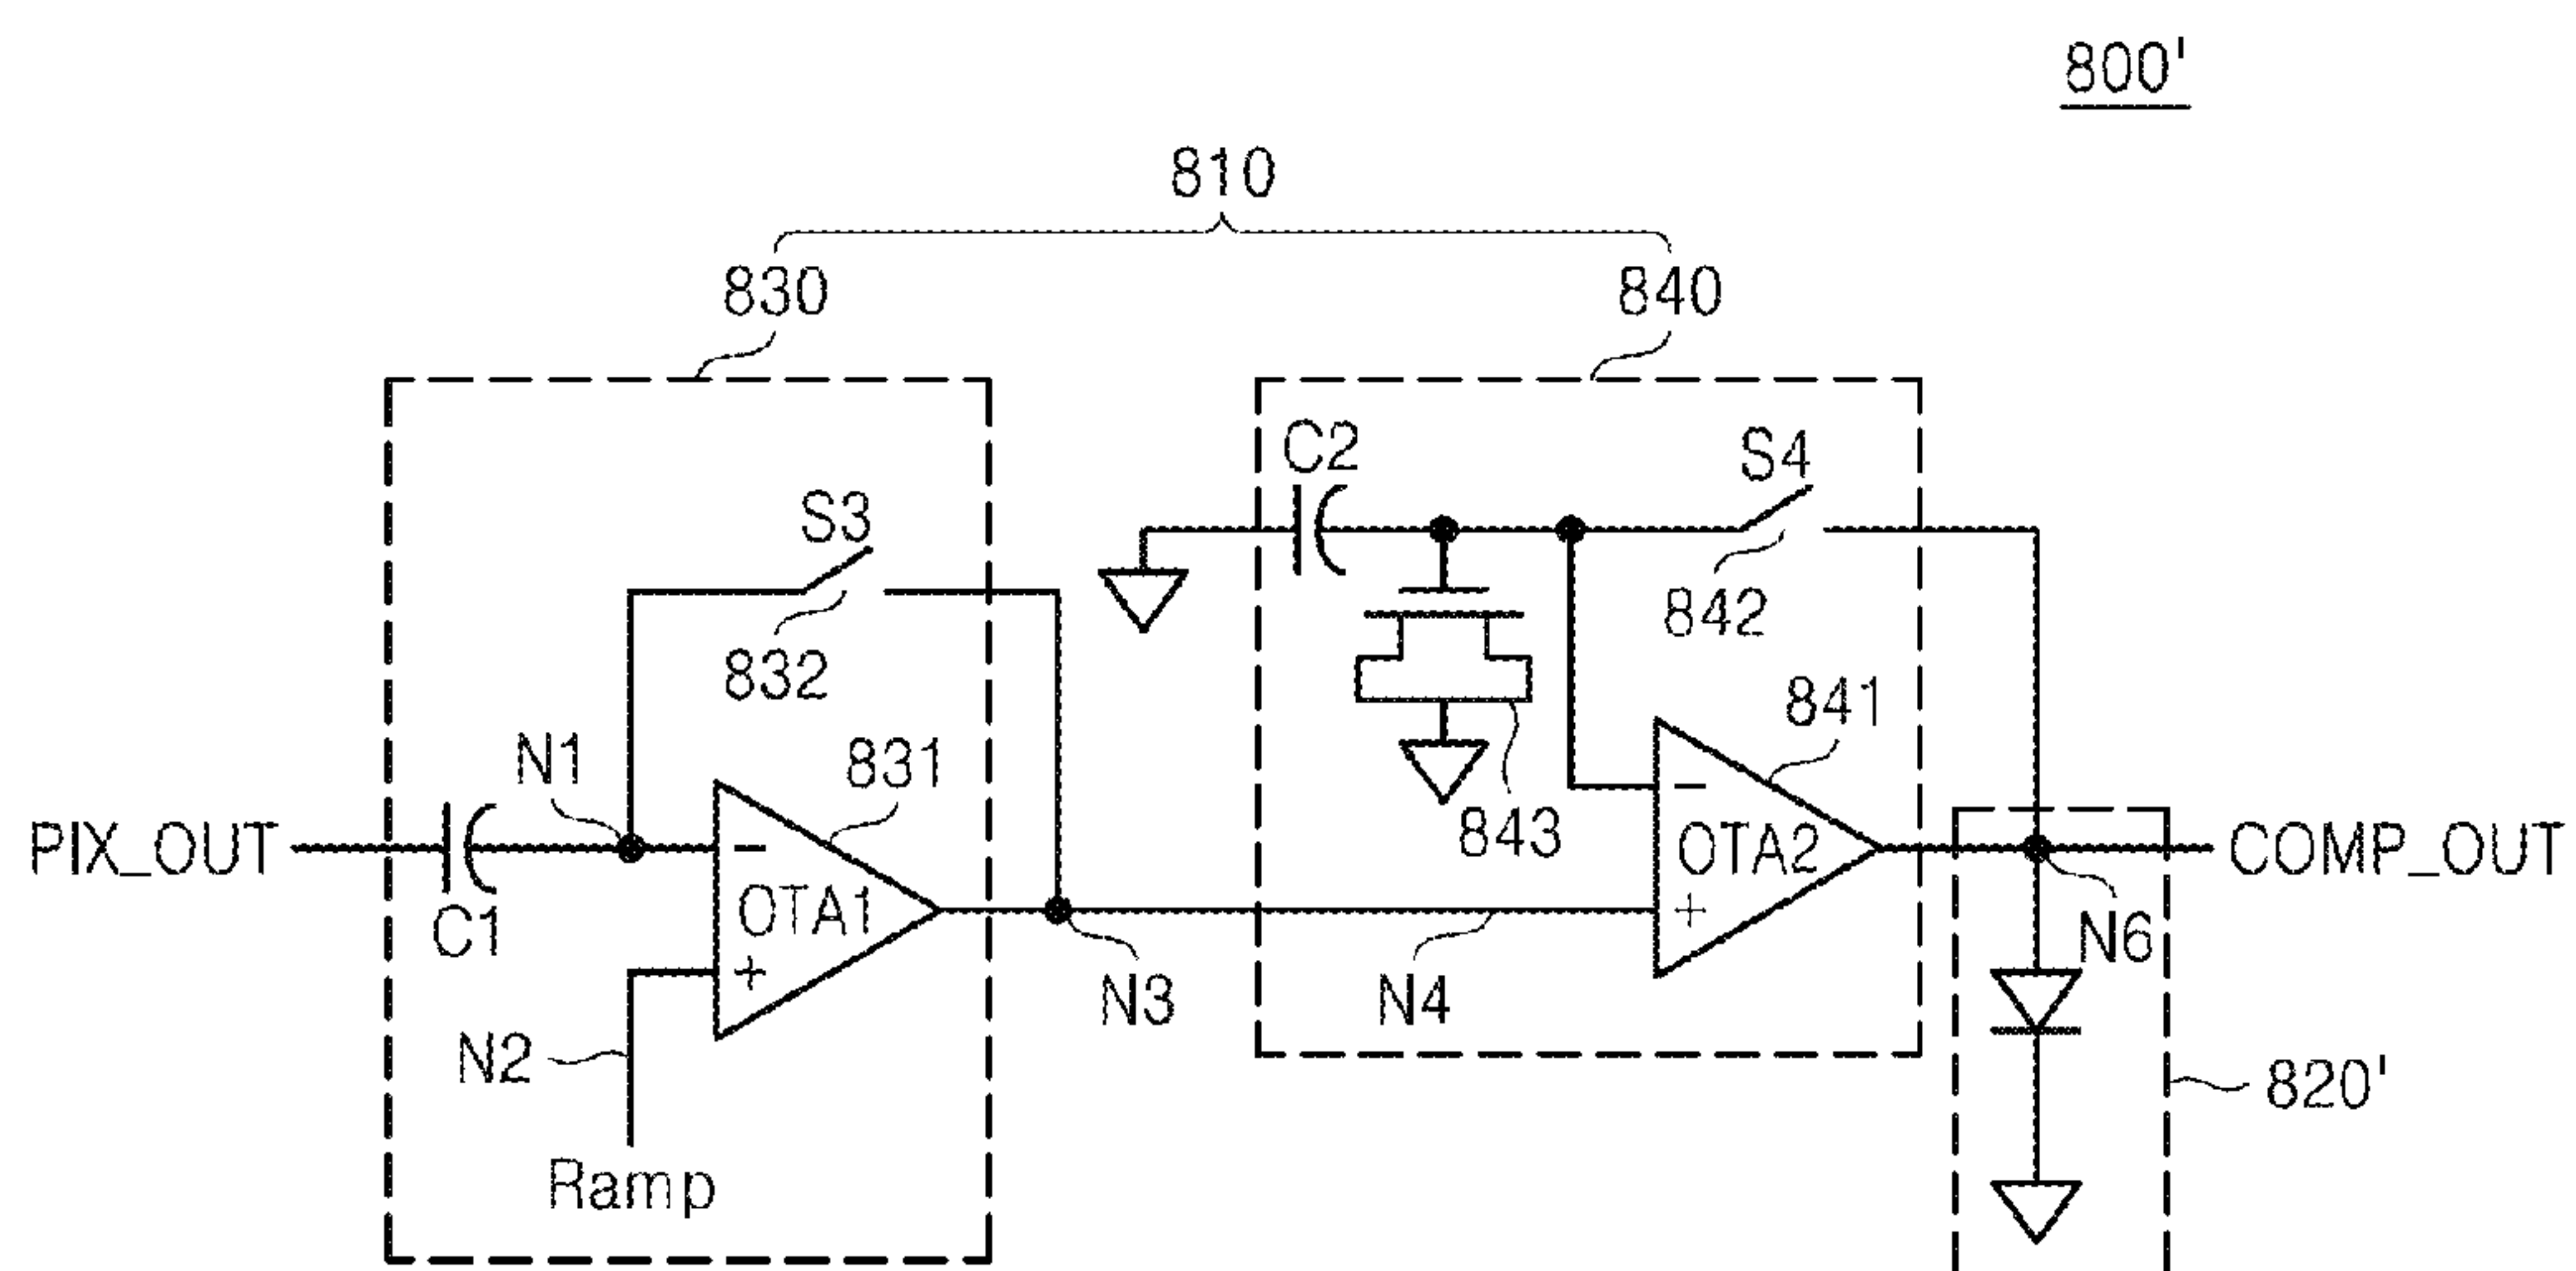 800'
810
830
840
C2
S4
S3
842
832
841
N1
831
843
PIX_OUT
−
OTA2
COMP_OUT
−
C1
OTA1
+
N6
+
N3
N4
N2
820'
Ramp